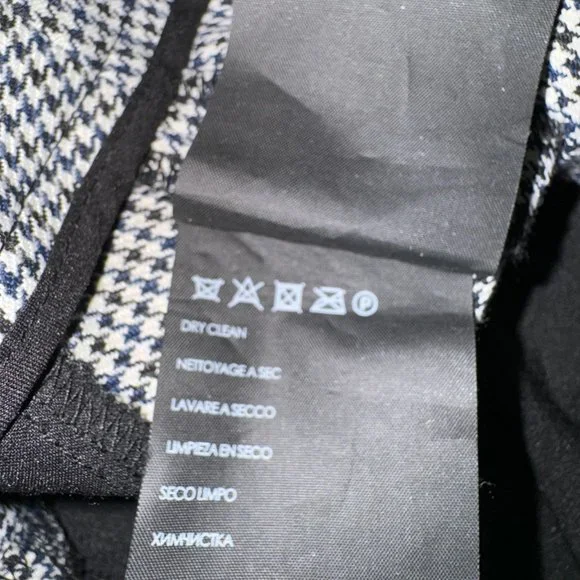 P
DRY CLEAN
NETTOYAGE A SEC
LAVARE A SECCO
LIMPIEZA EN SECO
SECO LIMPO
ХИМЧИСТКА